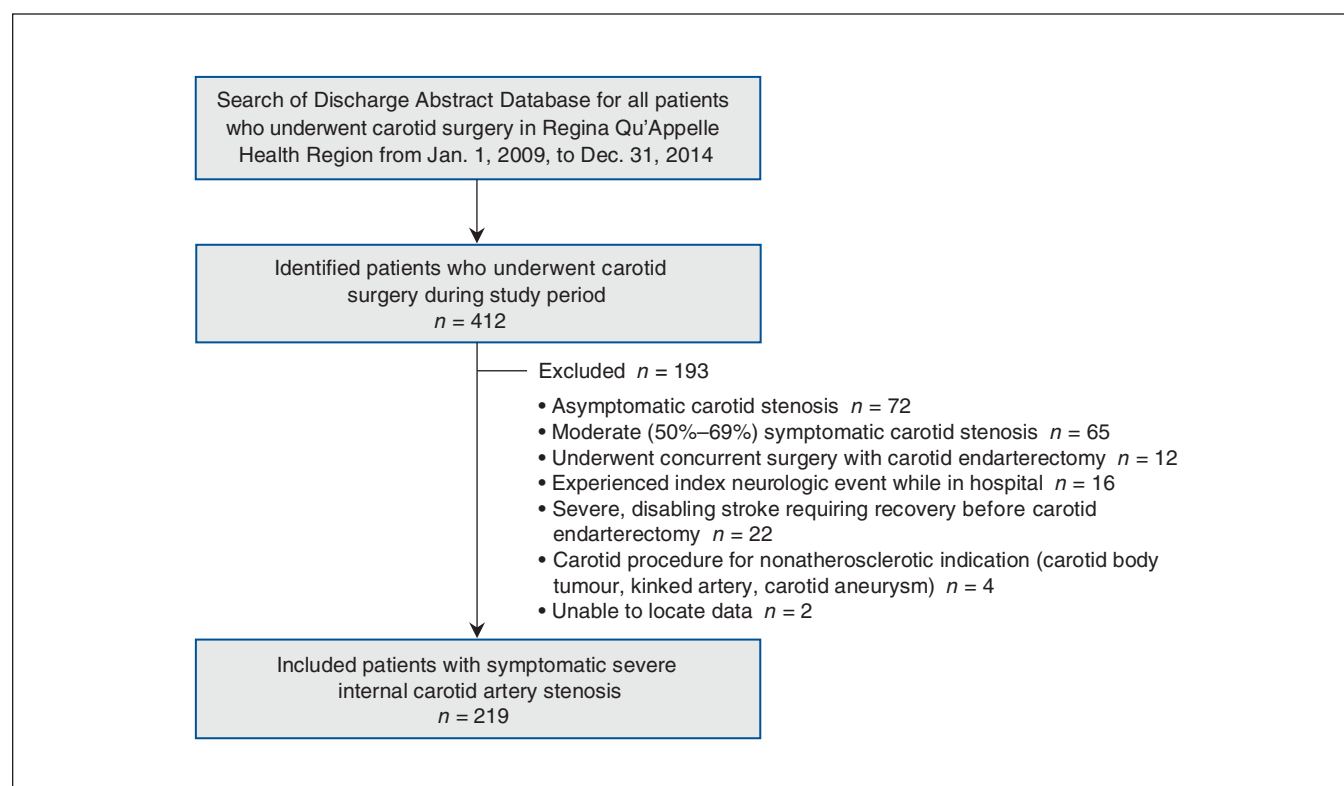 Search of Discharge Abstract Database for all patients
who underwent carotid surgery in Regina Qu’Appelle
Health Region from Jan. 1, 2009, to Dec. 31, 2014
Identified patients who underwent carotid
surgery during study period
n = 412
Excluded n = 193
• Asymptomatic carotid stenosis n = 72
• Moderate (50%–69%) symptomatic carotid stenosis n = 65
• Underwent concurrent surgery with carotid endarterectomy n = 12
• Experienced index neurologic event while in hospital n = 16
• Severe, disabling stroke requiring recovery before carotid
endarterectomy n = 22
• Carotid procedure for nonatherosclerotic indication (carotid body
tumour, kinked artery, carotid aneurysm) n = 4
• Unable to locate data n = 2
Included patients with symptomatic severe
internal carotid artery stenosis
n = 219